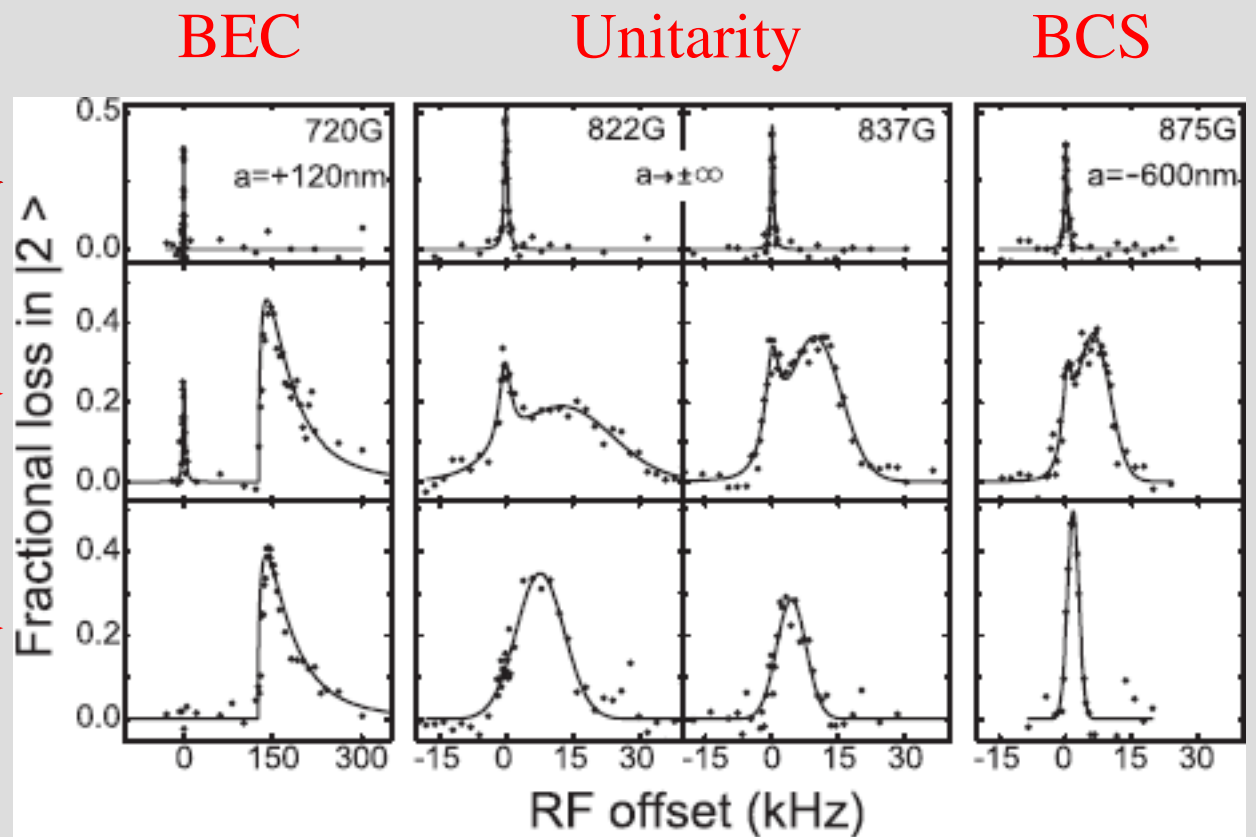 BEC Unitarity BCS
0.5 720G 822G 837G 875G
a=+120nm a→±∞ a=-600nm
0.0
0.4
0.2
0.0
0.4
0.2
0.0
Fractional loss in |2 >
0 150 300 -15 0 15 30 -15 0 15 30 -15 0 15 30
RF offset (kHz)